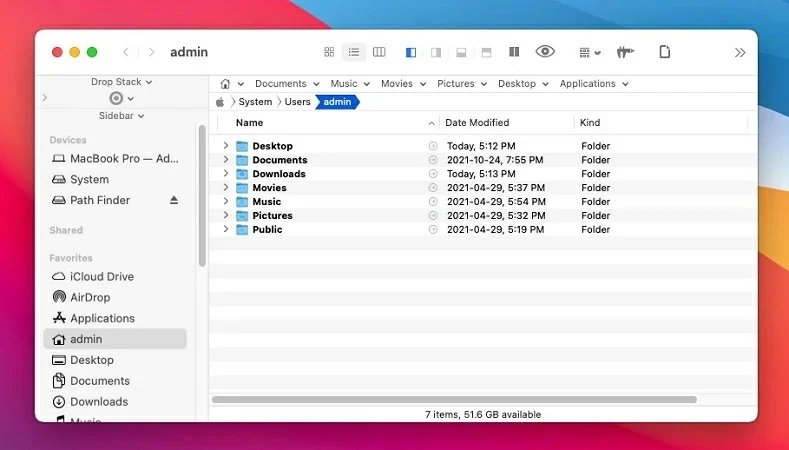 admin
Drop Stack
Sidebar
Devices
MacBook Pro — Ad...
System
Path Finder
Shared
Favorites
iCloud Drive
AirDrop
Applications
admin
Desktop
Documents
Downloads
Music
Documents Music Movies Pictures Desktop Applications
System Users admin
Name Date Modified Kind
Desktop Today, 5:12 PM Folder
Documents 2021-10-24, 7:55 PM Folder
Downloads Today, 5:13 PM Folder
Movies 2021-04-29, 5:37 PM Folder
Music 2021-04-29, 5:54 PM Folder
Pictures 2021-04-29, 5:32 PM Folder
Public 2021-04-29, 5:19 PM Folder
7 items, 51.6 GB available